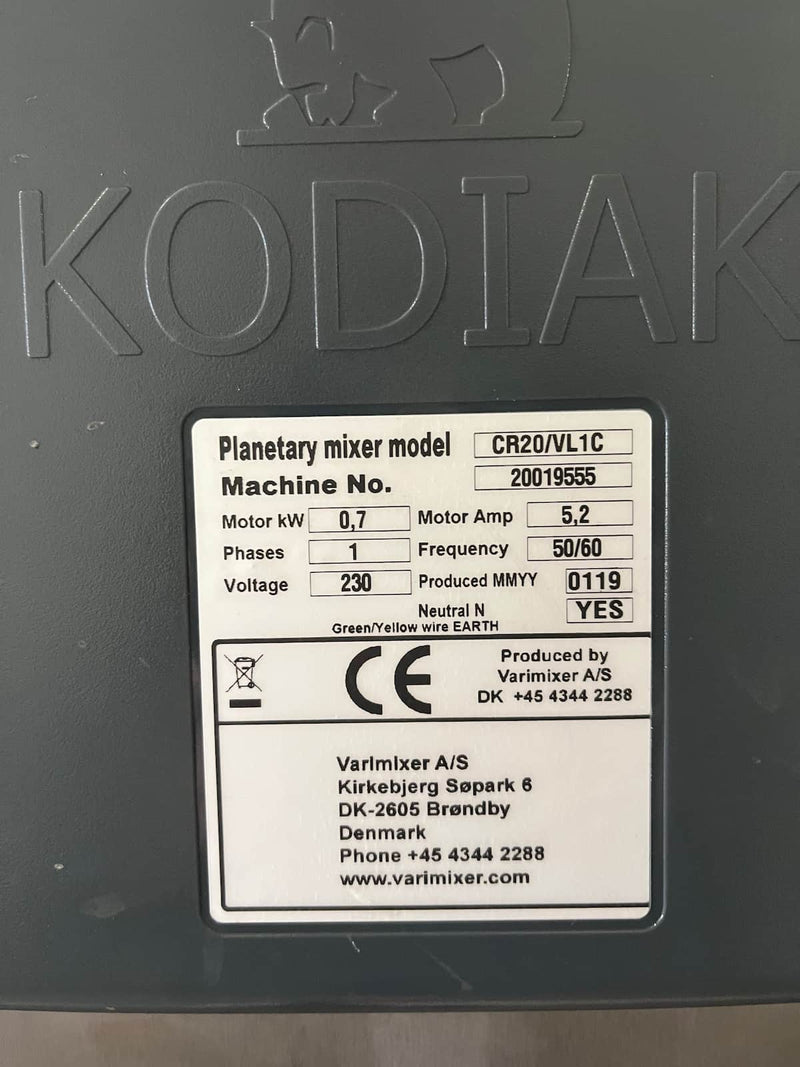 KODIAK
Planetary mixer model CR20/VL1C
Machine No. 20019555
Motor kW 0,7 Motor Amp 5,2
Phases 1 Frequency 50/60
Voltage 230 Produced MMYY 0119
Neutral N YES
Green/Yellow wire EARTH
CE
Produced by
Varimixer A/S
DK +45 4344 2288
Varimixer A/S
Kirkebjerg Søpark 6
DK-2605 Brøndby
Denmark
Phone +45 4344 2288
www.varimixer.com